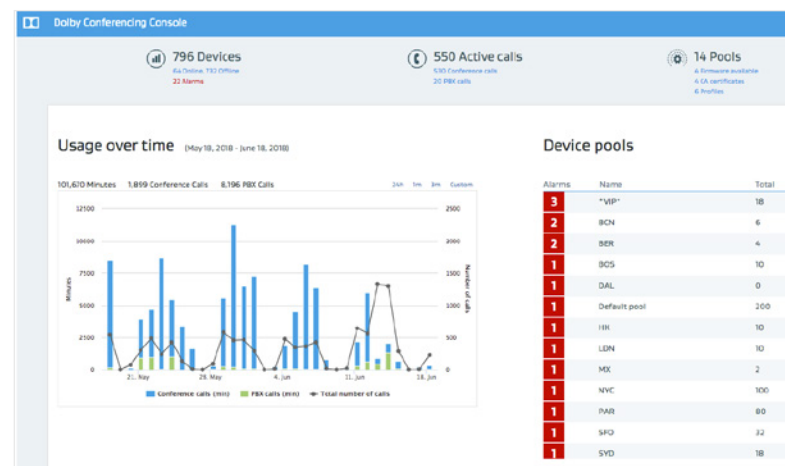 Dolby Conferencing Console
796 Devices
64 Online, 732 Offline
22 Alarms
550 Active calls
530 Conference calls
20 PBX calls
14 Pools
4 Firmware available
4 CA certificates
6 Profiles
Usage over time (May 18, 2018 - June 18, 2018)
101,670 Minutes 1,899 Conference Calls 8,196 PBX Calls 24h 1m 3m Custom
12500 2500
10000 2000
7500 1500
5000 1000
2500 500
0 0
Minutes
Number of calls
21. May 28. May 4. Jun 11. Jun 18. Jun
Conference calls (min) PBX calls (min) Total number of calls
Device pools
Alarms Name Total
3 "VIP" 18
2 BCN 6
2 BER 4
1 BOS 10
1 DAL 0
1 Default pool 200
1 HK 10
1 LDN 10
1 MX 2
1 NYC 100
1 PAR 80
1 SFO 32
1 SYD 18